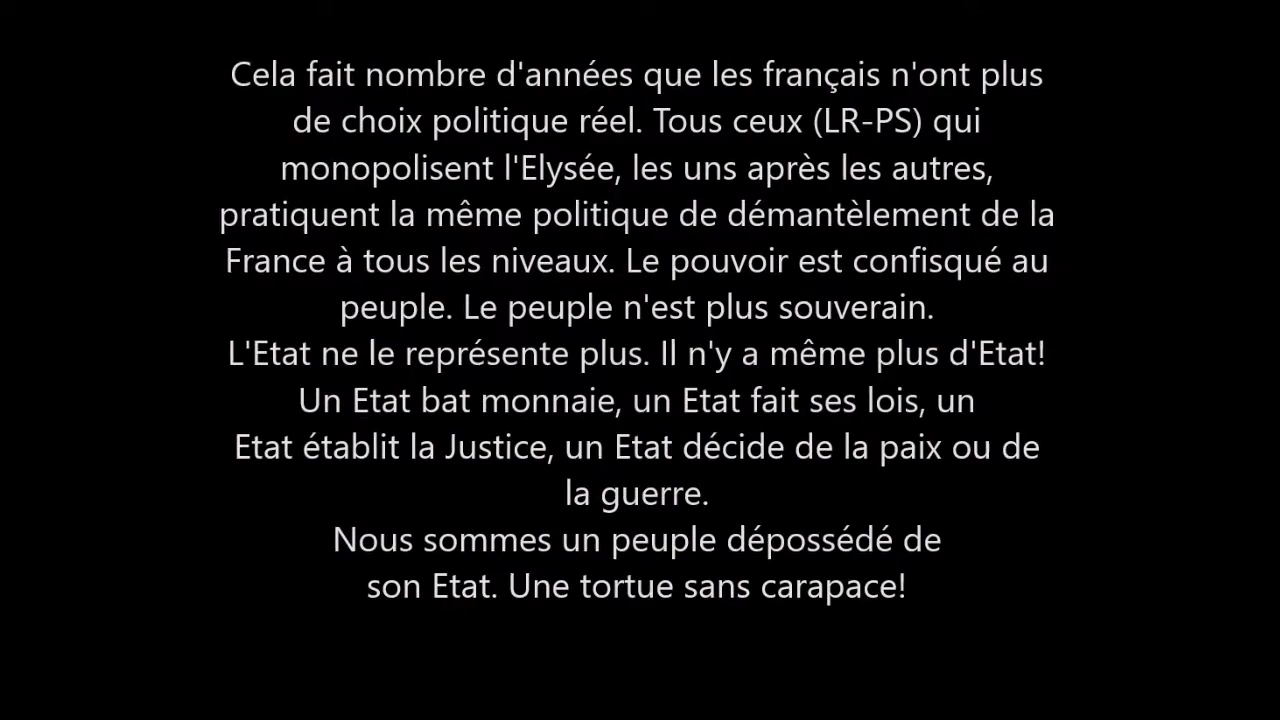 Cela fait nombre d'années que les français n'ont plus
de choix politique réel. Tous ceux (LR-PS) qui
monopolisent l'Elysée, les uns après les autres,
pratiquent la même politique de démantèlement de la
France à tous les niveaux. Le pouvoir est confisqué au
peuple. Le peuple n'est plus souverain.
L'Etat ne le représente plus. Il n'y a même plus d'Etat!
Un Etat bat monnaie, un Etat fait ses lois, un
Etat établit la Justice, un Etat décide de la paix ou de
la guerre.
Nous sommes un peuple dépossédé de
son Etat. Une tortue sans carapace!